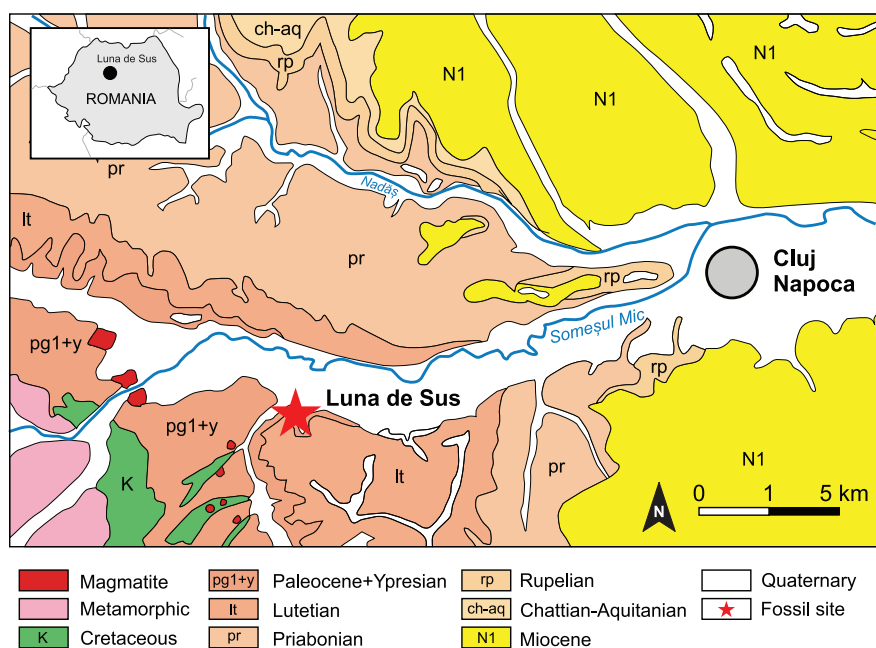 Luna de Sus
ROMANIA
ch-aq
rp
N1
N1
N1
pr
Nadăș
lt
pr
rp
Cluj
Napoca
Someșul Mic
pg1+y
rp
Luna de Sus
pg1+y
K
lt
pr
N1
N
0 1 5 km
Magmatite
Metamorphic
K Cretaceous
pg1+y Paleocene+Ypresian
lt Lutetian
pr Priabonian
rp Rupelian
ch-aq Chattian-Aquitanian
N1 Miocene
Quaternary
Fossil site